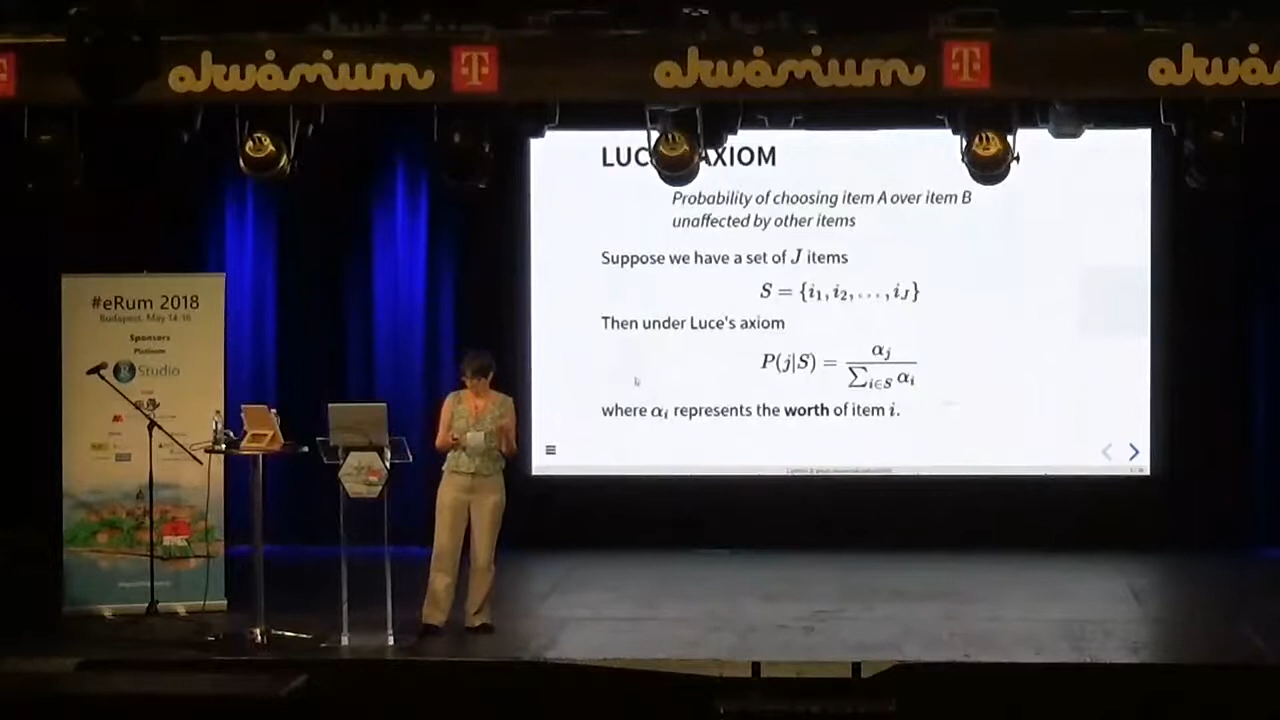 akvárium T
akvárium T
akvá
LUC AXIOM
Probability of choosing item A over item B
unaffected by other items
Suppose we have a set of J items
S = {i₁, i₂, ..., i_J}
Then under Luce's axiom
P(j|S) = α_j / ∑_{i∈S} α_i
where α_i represents the worth of item i.
#eRum 2018
Budapest, May 14-16
Sponsors
Platinum
R Studio